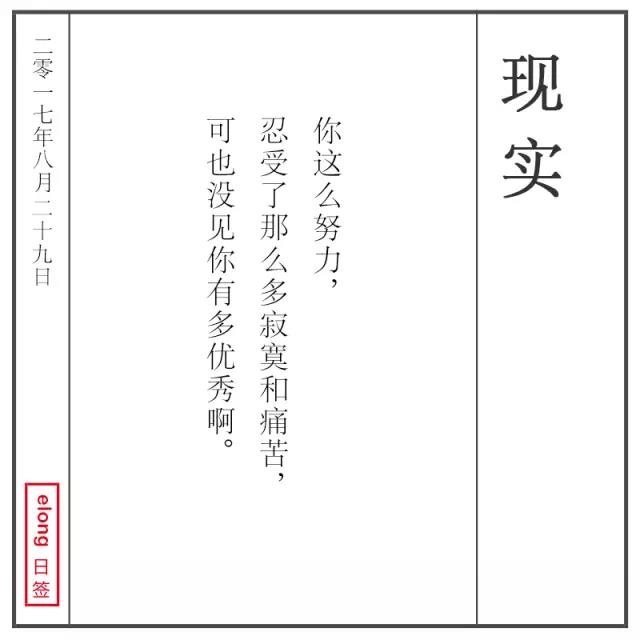 现实
你这么努力，
忍受了那么多寂寞和痛苦，
可也没见你有多优秀啊。
二零一七年八月二十九日
elong 日签